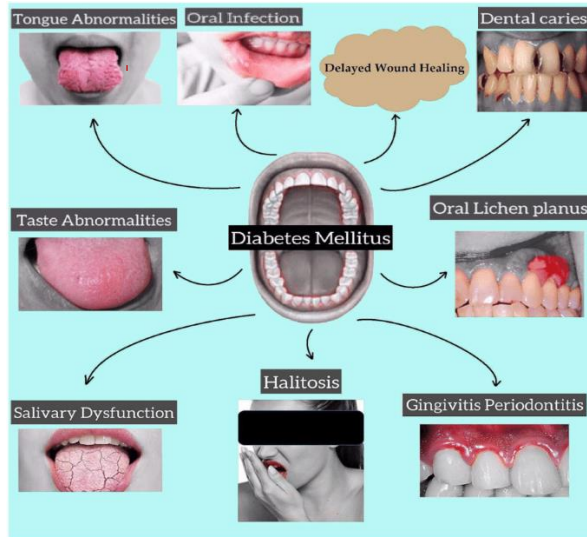 Tongue Abnormalities
Oral Infection
Delayed Wound Healing
Dental caries
Taste Abnormalities
Diabetes Mellitus
Oral Lichen planus
Salivary Dysfunction
Halitosis
Gingivitis Periodontitis